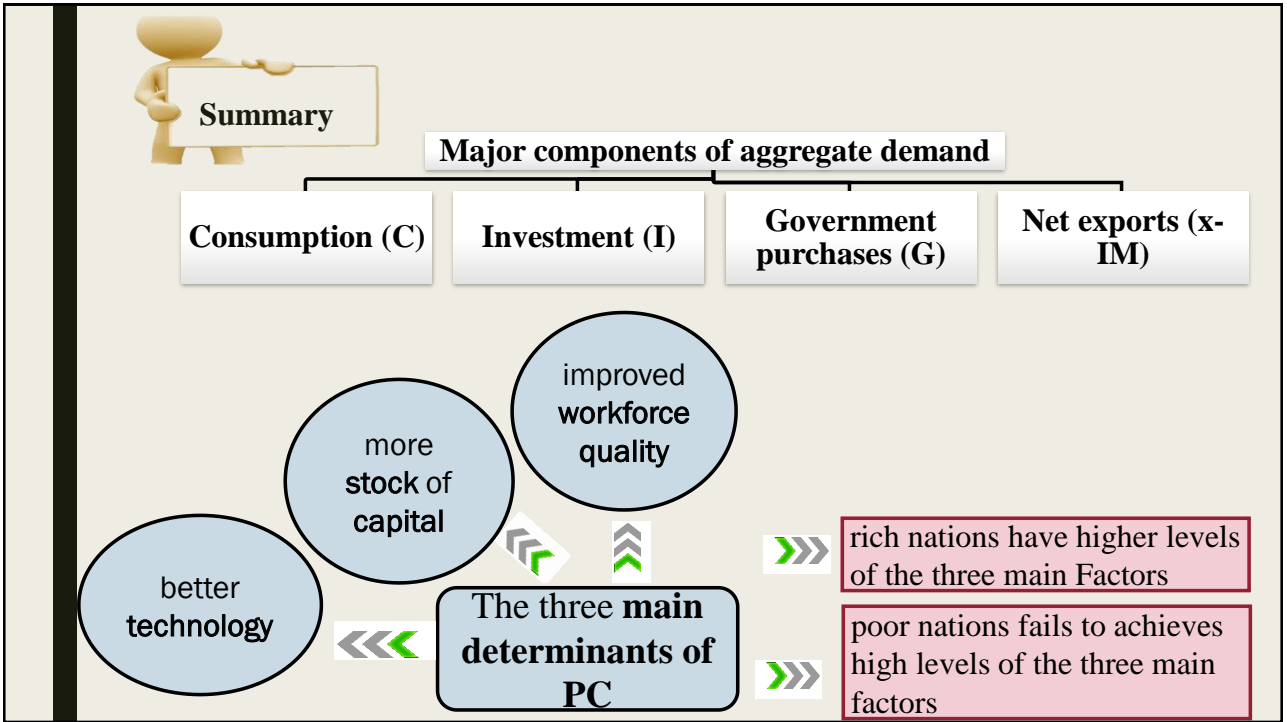 Summary
Major components of aggregate demand
Consumption (C)
Investment (I)
Government
purchases (G)
Net exports (x-
IM)
improved
workforce
quality
more
stock of
capital
better
technology
The three main
determinants of
PC
rich nations have higher levels
of the three main Factors
poor nations fails to achieves
high levels of the three main
factors